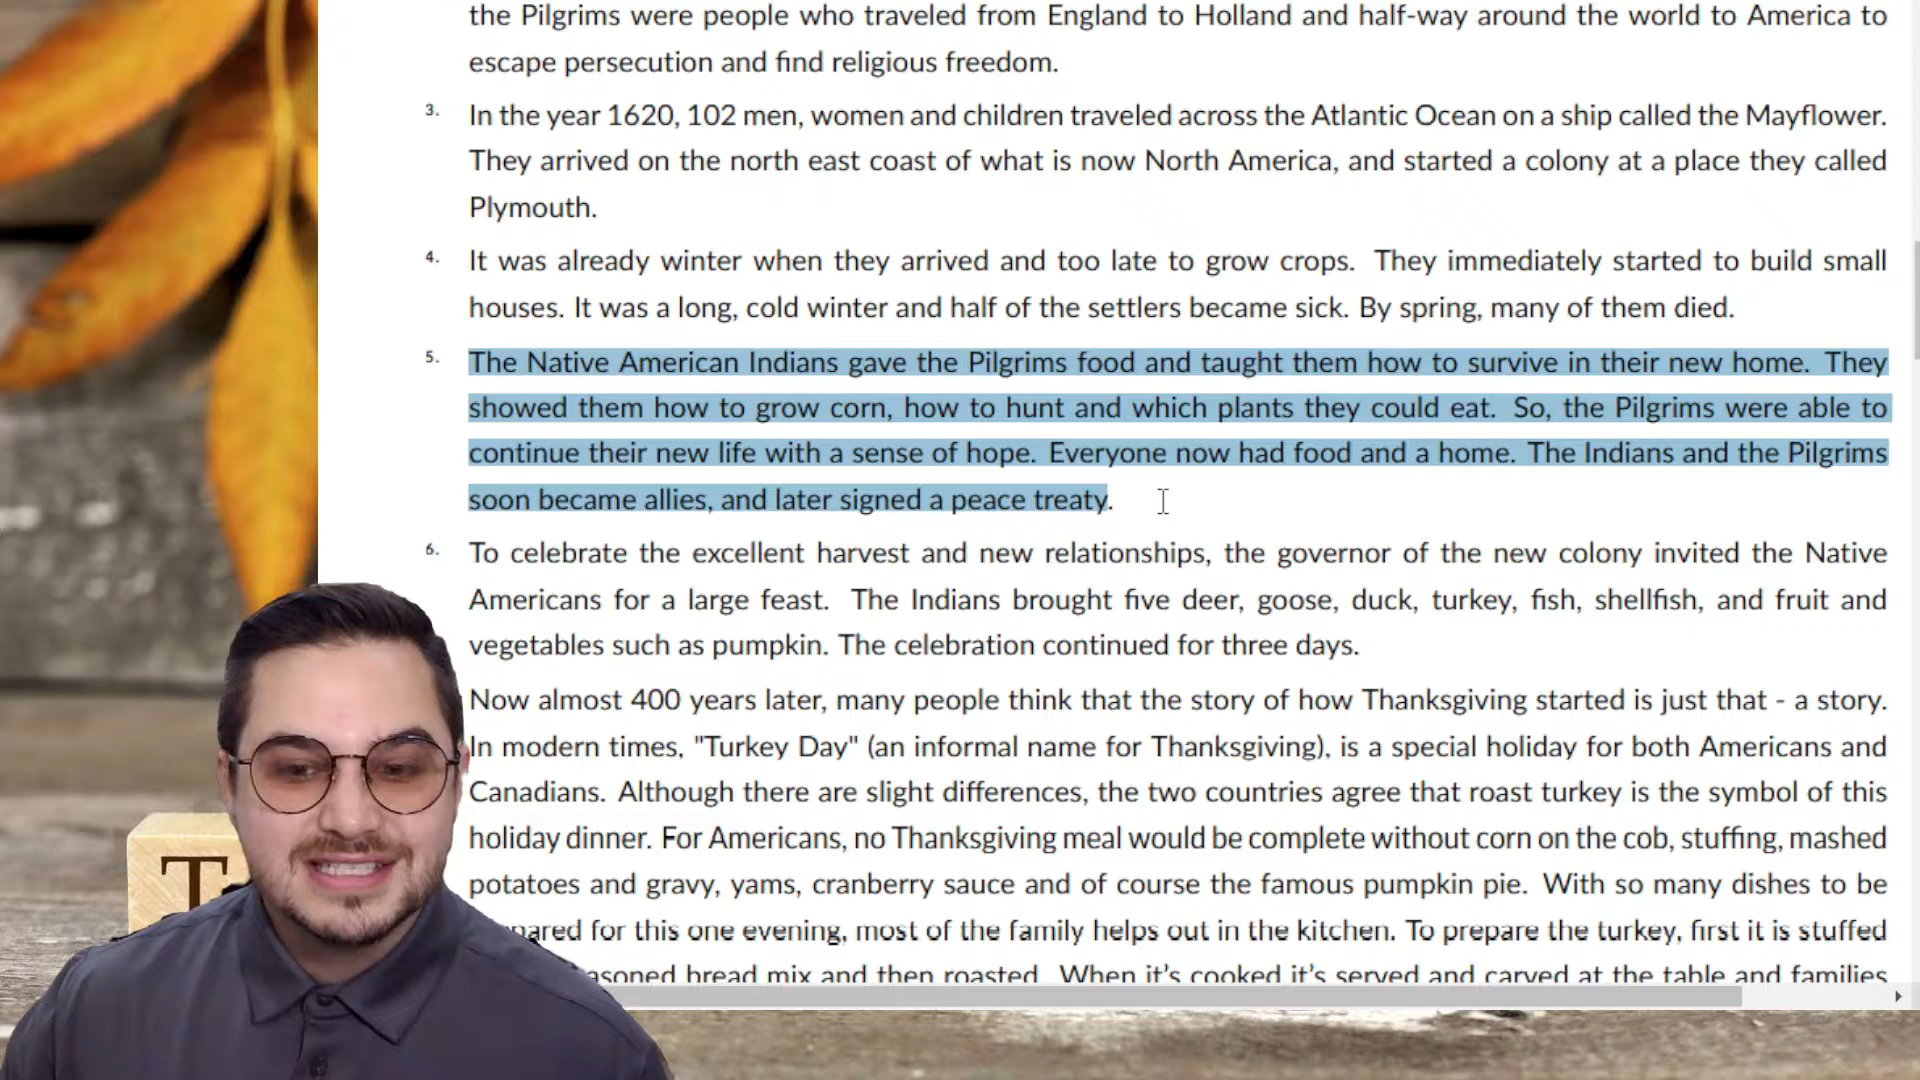 the Pilgrims were people who traveled from England to Holland and half-way around the world to America to
escape persecution and find religious freedom.
3. In the year 1620, 102 men, women and children traveled across the Atlantic Ocean on a ship called the Mayflower.
They arrived on the north east coast of what is now North America, and started a colony at a place they called
Plymouth.
4. It was already winter when they arrived and too late to grow crops. They immediately started to build small
houses. It was a long, cold winter and half of the settlers became sick. By spring, many of them died.
5. The Native American Indians gave the Pilgrims food and taught them how to survive in their new home. They
showed them how to grow corn, how to hunt and which plants they could eat. So, the Pilgrims were able to
continue their new life with a sense of hope. Everyone now had food and a home. The Indians and the Pilgrims
soon became allies, and later signed a peace treaty.
6. To celebrate the excellent harvest and new relationships, the governor of the new colony invited the Native
Americans for a large feast. The Indians brought five deer, goose, duck, turkey, fish, shellfish, and fruit and
vegetables such as pumpkin. The celebration continued for three days.
Now almost 400 years later, many people think that the story of how Thanksgiving started is just that - a story.
In modern times, "Turkey Day" (an informal name for Thanksgiving), is a special holiday for both Americans and
Canadians. Although there are slight differences, the two countries agree that roast turkey is the symbol of this
holiday dinner. For Americans, no Thanksgiving meal would be complete without corn on the cob, stuffing, mashed
potatoes and gravy, yams, cranberry sauce and of course the famous pumpkin pie. With so many dishes to be
for this one evening, most of the family helps out in the kitchen. To prepare the turkey, first it is stuffed
bread mix and then roasted. When it's cooked it's served and carved at the table and families
T